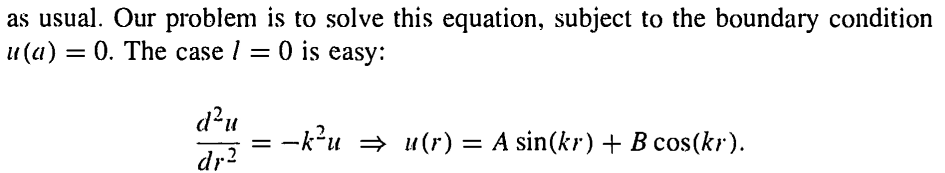 as usual. Our problem is to solve this equation, subject to the boundary condition
u(a) = 0. The case l = 0 is easy:
d²u/dr² = −k²u ⇒ u(r) = A sin(kr) + B cos(kr).